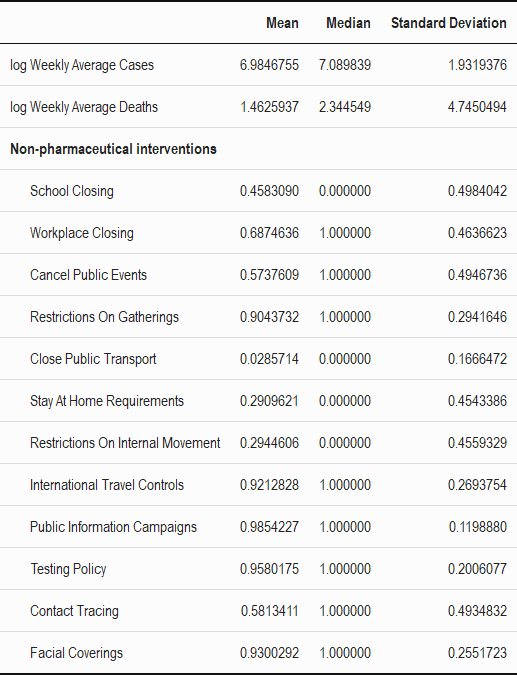 Mean Median Standard Deviation
log Weekly Average Cases 6.9846755 7.089839 1.9319376
log Weekly Average Deaths 1.4625937 2.344549 4.7450494
Non-pharmaceutical interventions
School Closing 0.4583090 0.000000 0.4984042
Workplace Closing 0.6874636 1.000000 0.4636623
Cancel Public Events 0.5737609 1.000000 0.4946736
Restrictions On Gatherings 0.9043732 1.000000 0.2941646
Close Public Transport 0.0285714 0.000000 0.1666472
Stay At Home Requirements 0.2909621 0.000000 0.4543386
Restrictions On Internal Movement 0.2944606 0.000000 0.4559329
International Travel Controls 0.9212828 1.000000 0.2693754
Public Information Campaigns 0.9854227 1.000000 0.1198880
Testing Policy 0.9580175 1.000000 0.2006077
Contact Tracing 0.5813411 1.000000 0.4934832
Facial Coverings 0.9300292 1.000000 0.2551723